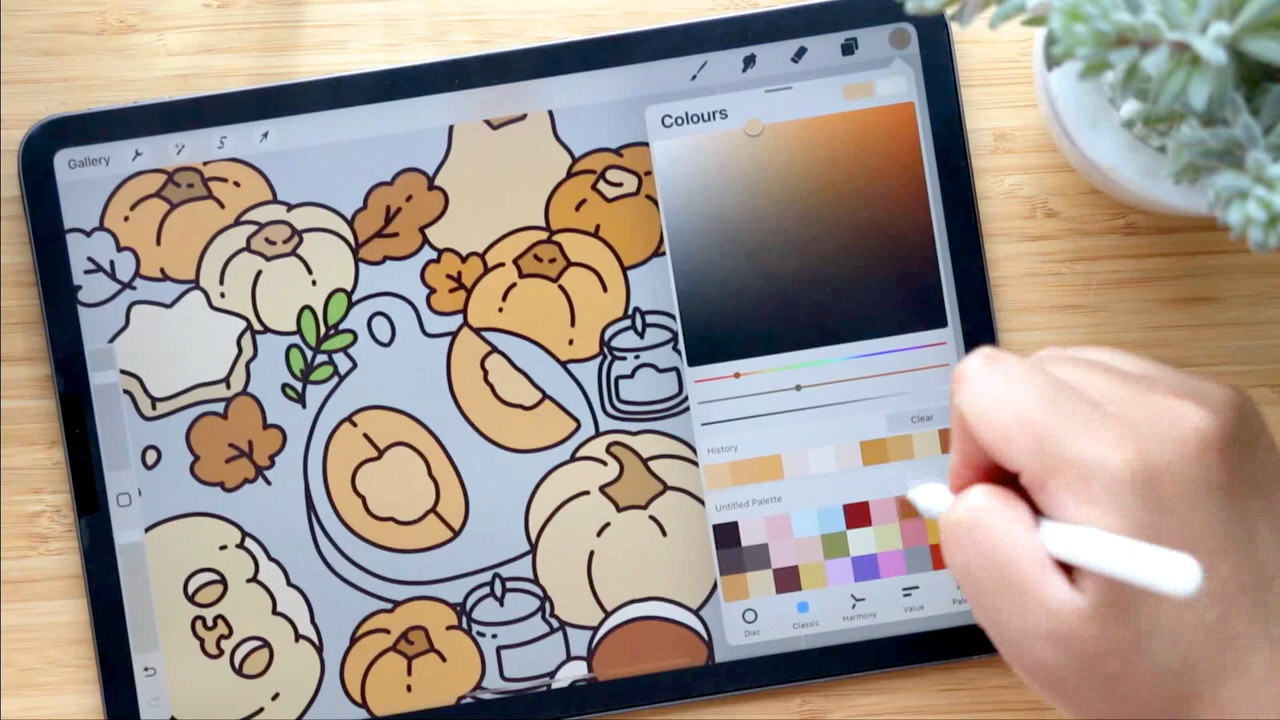 Gallery
Colours
Clear
History
Untitled Palette
Disc
Classic
Harmony
Value